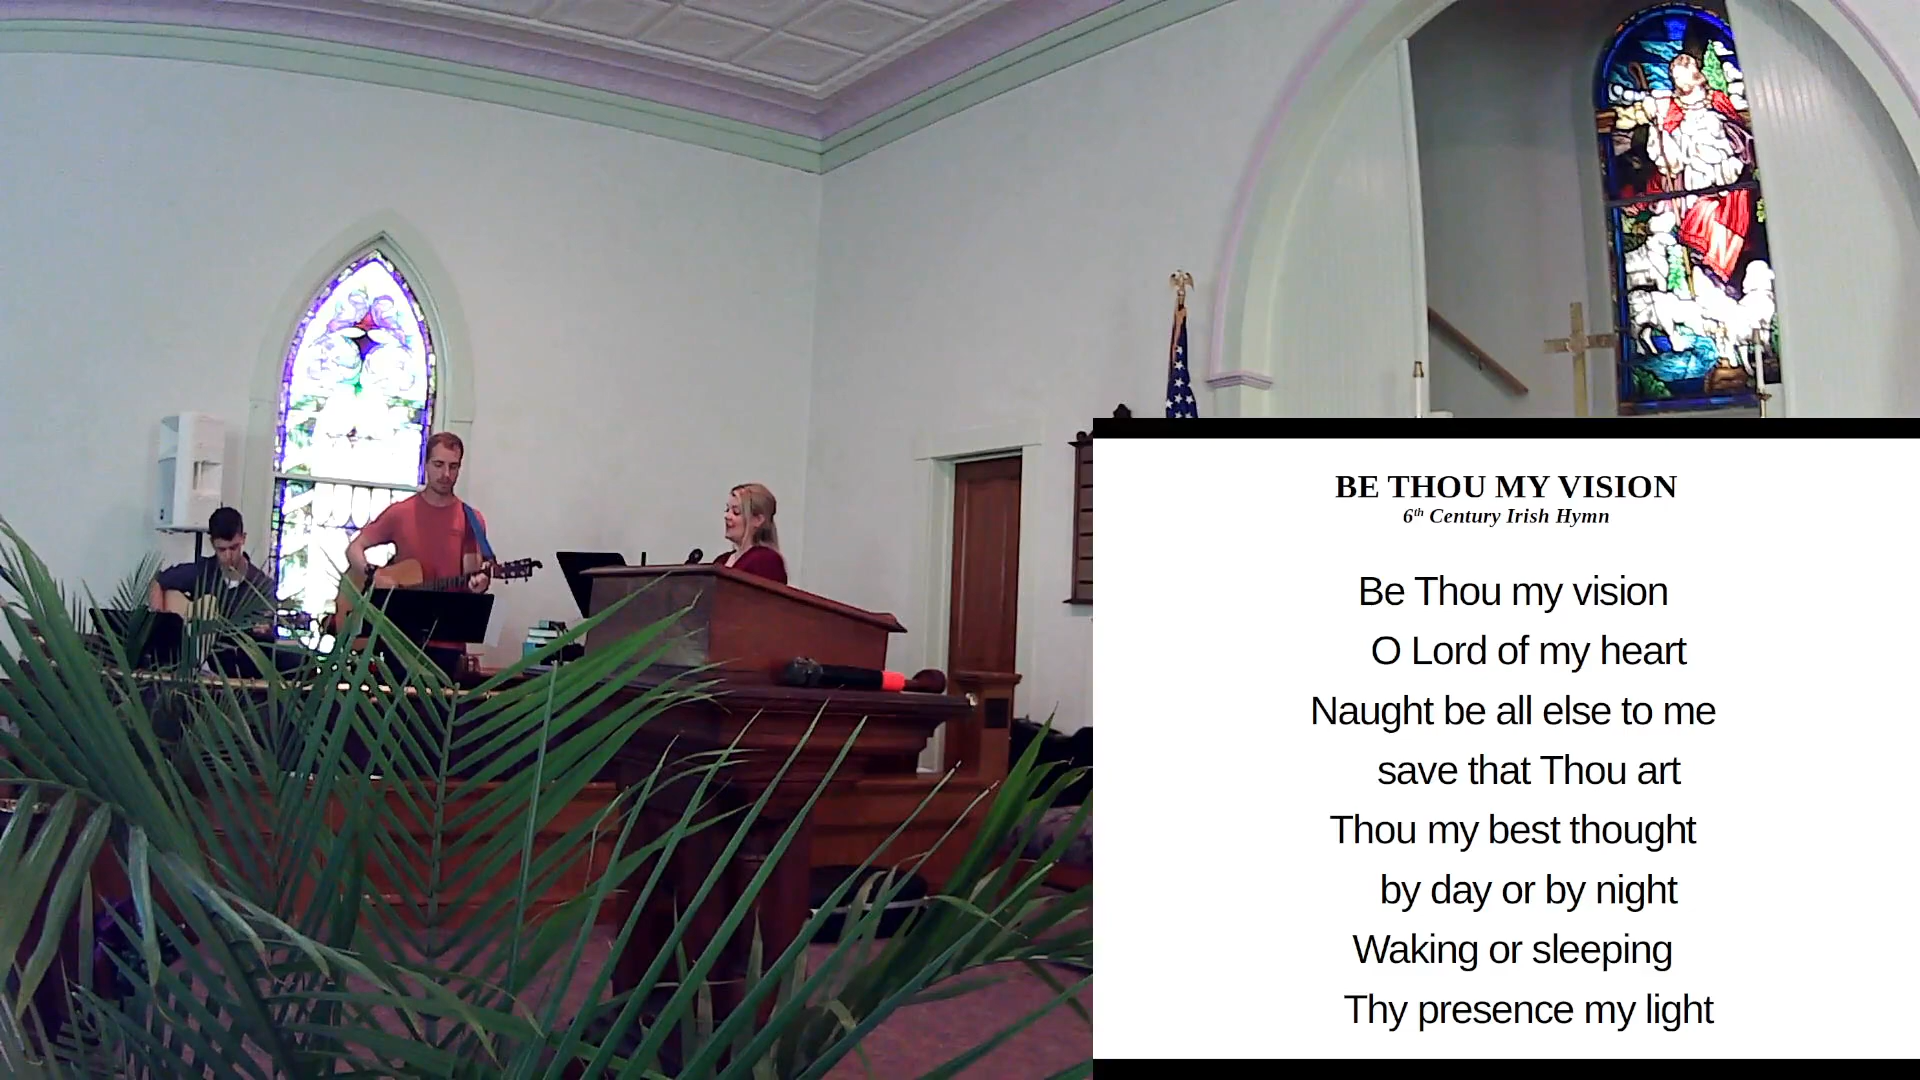 BE THOU MY VISION
6th Century Irish Hymn
Be Thou my vision
O Lord of my heart
Naught be all else to me
save that Thou art
Thou my best thought
by day or by night
Waking or sleeping
Thy presence my light